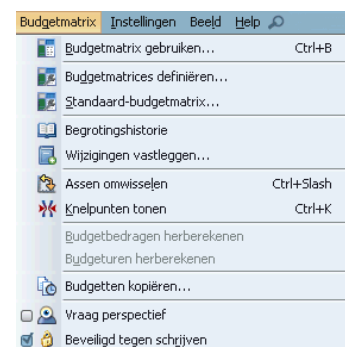 Budgetmatrix Instellingen Beeld Help
Budgetmatrix gebruiken... Ctrl+B
Budgetmatrices definiëren...
Standaard-budgetmatrix...
Begrotingshistorie
Wijzigingen vastleggen...
Assen omwisselen Ctrl+Slash
Knelpunten tonen Ctrl+K
Budgetbedragen herberekenen
Budgeturen herberekenen
Budgetten kopiëren...
Vraag perspectief
Beveiligd tegen schrijven